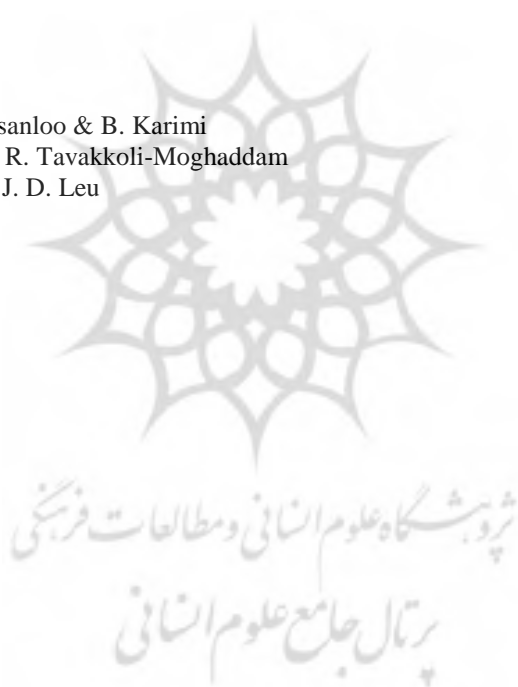 sanloo & B. Karimi
R. Tavakkoli-Moghaddam
J. D. Leu
پژوهشگاه علوم انسانی و مطالعات فرهنگی
پرتال جامع علوم انسانی